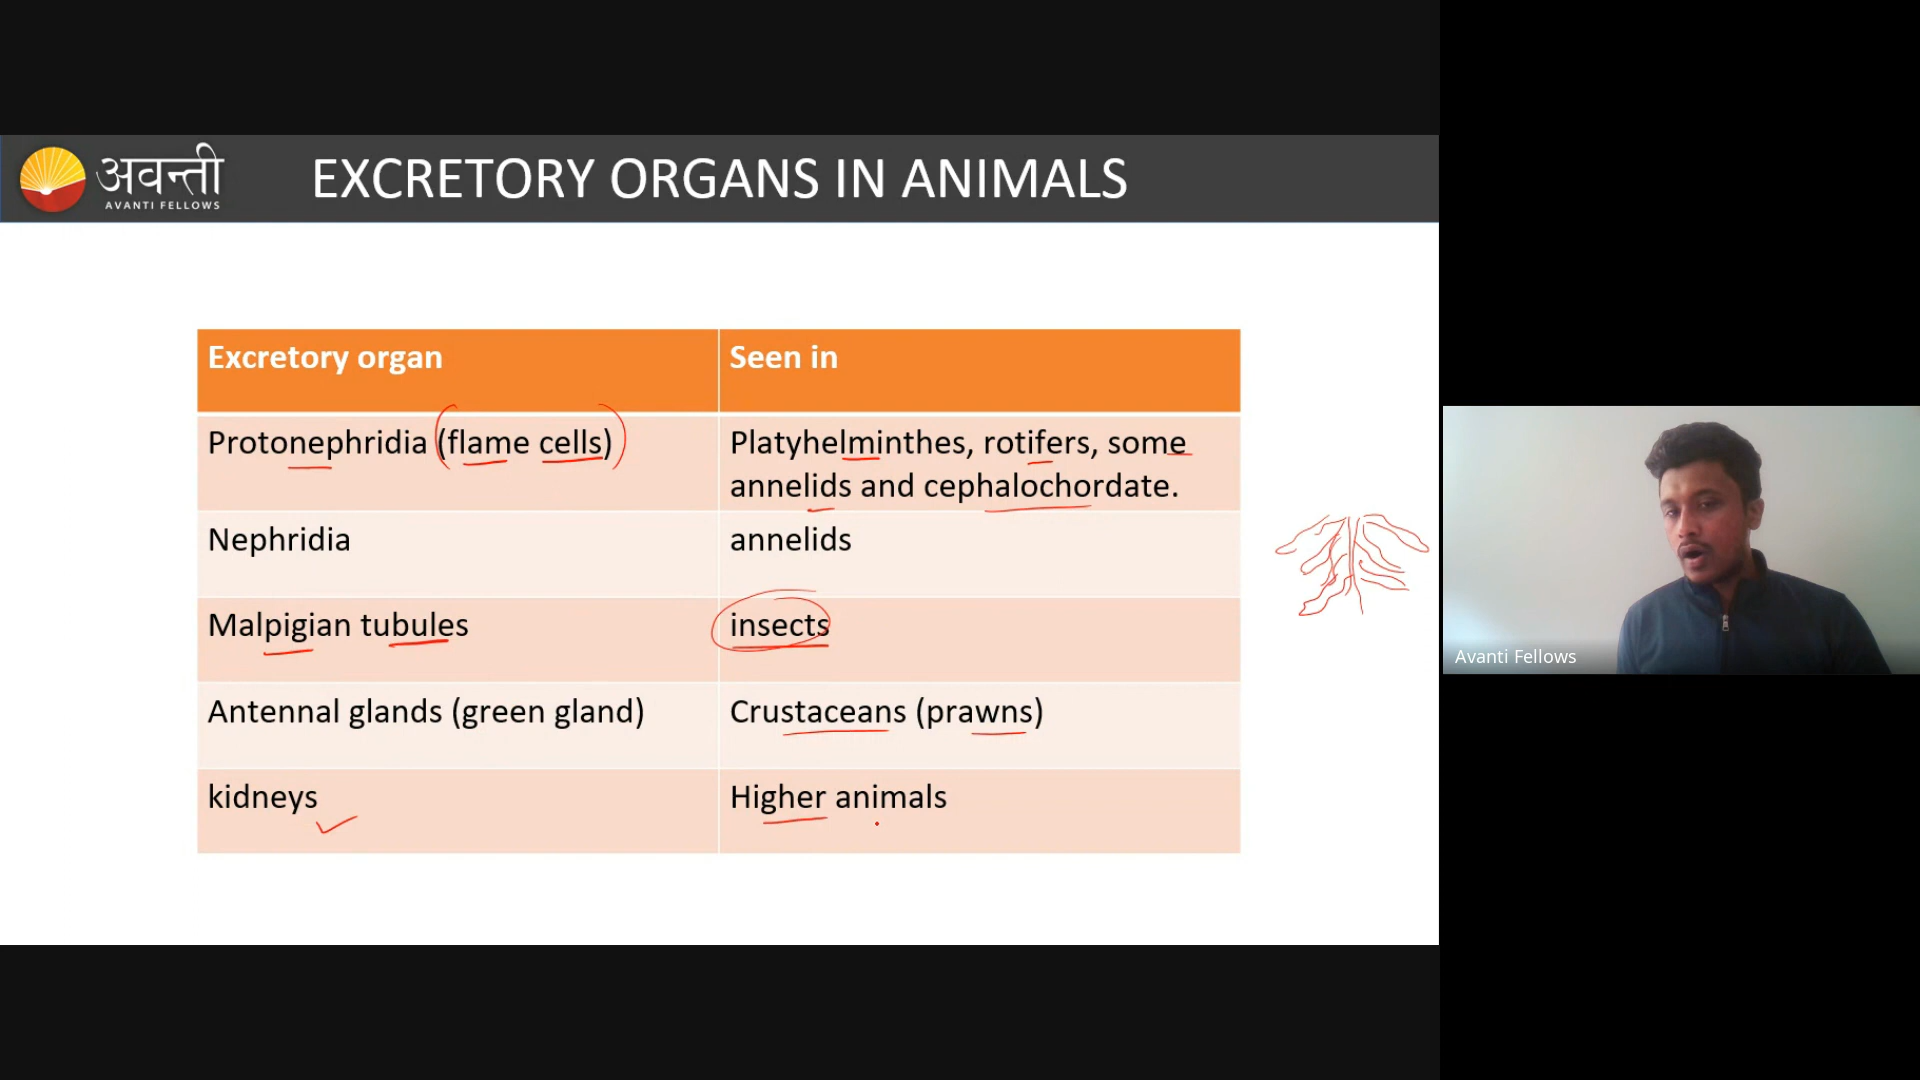 अवन्ती
AVANTI FELLOWS
EXCRETORY ORGANS IN ANIMALS
Excretory organ
Seen in
Protonephridia (flame cells)
Platyhelminthes, rotifers, some
annelids and cephalochordate.
Nephridia
annelids
Malpigian tubules
insects
Antennal glands (green gland)
Crustaceans (prawns)
kidneys
Higher animals
Avanti Fellows